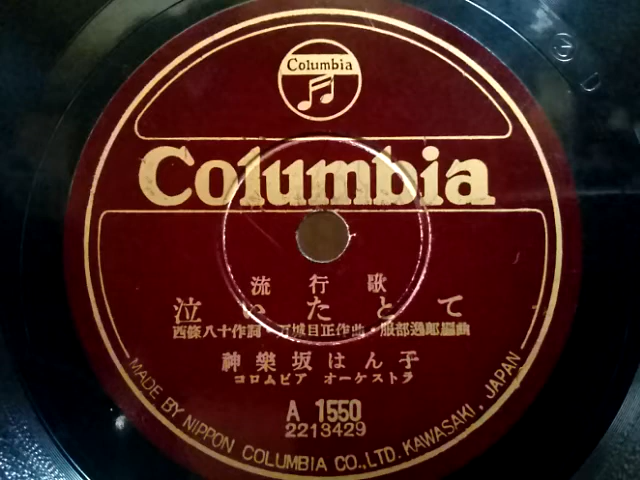 Columbia
Columbia
流行歌
泣いたとて
西條八十作詞・万城目正作曲・服部逸郎編曲
神樂坂はん子
コロムビア オーケストラ
A 1550
2213429
MADE BY NIPPON COLUMBIA CO., LTD. KAWASAKI, JAPAN